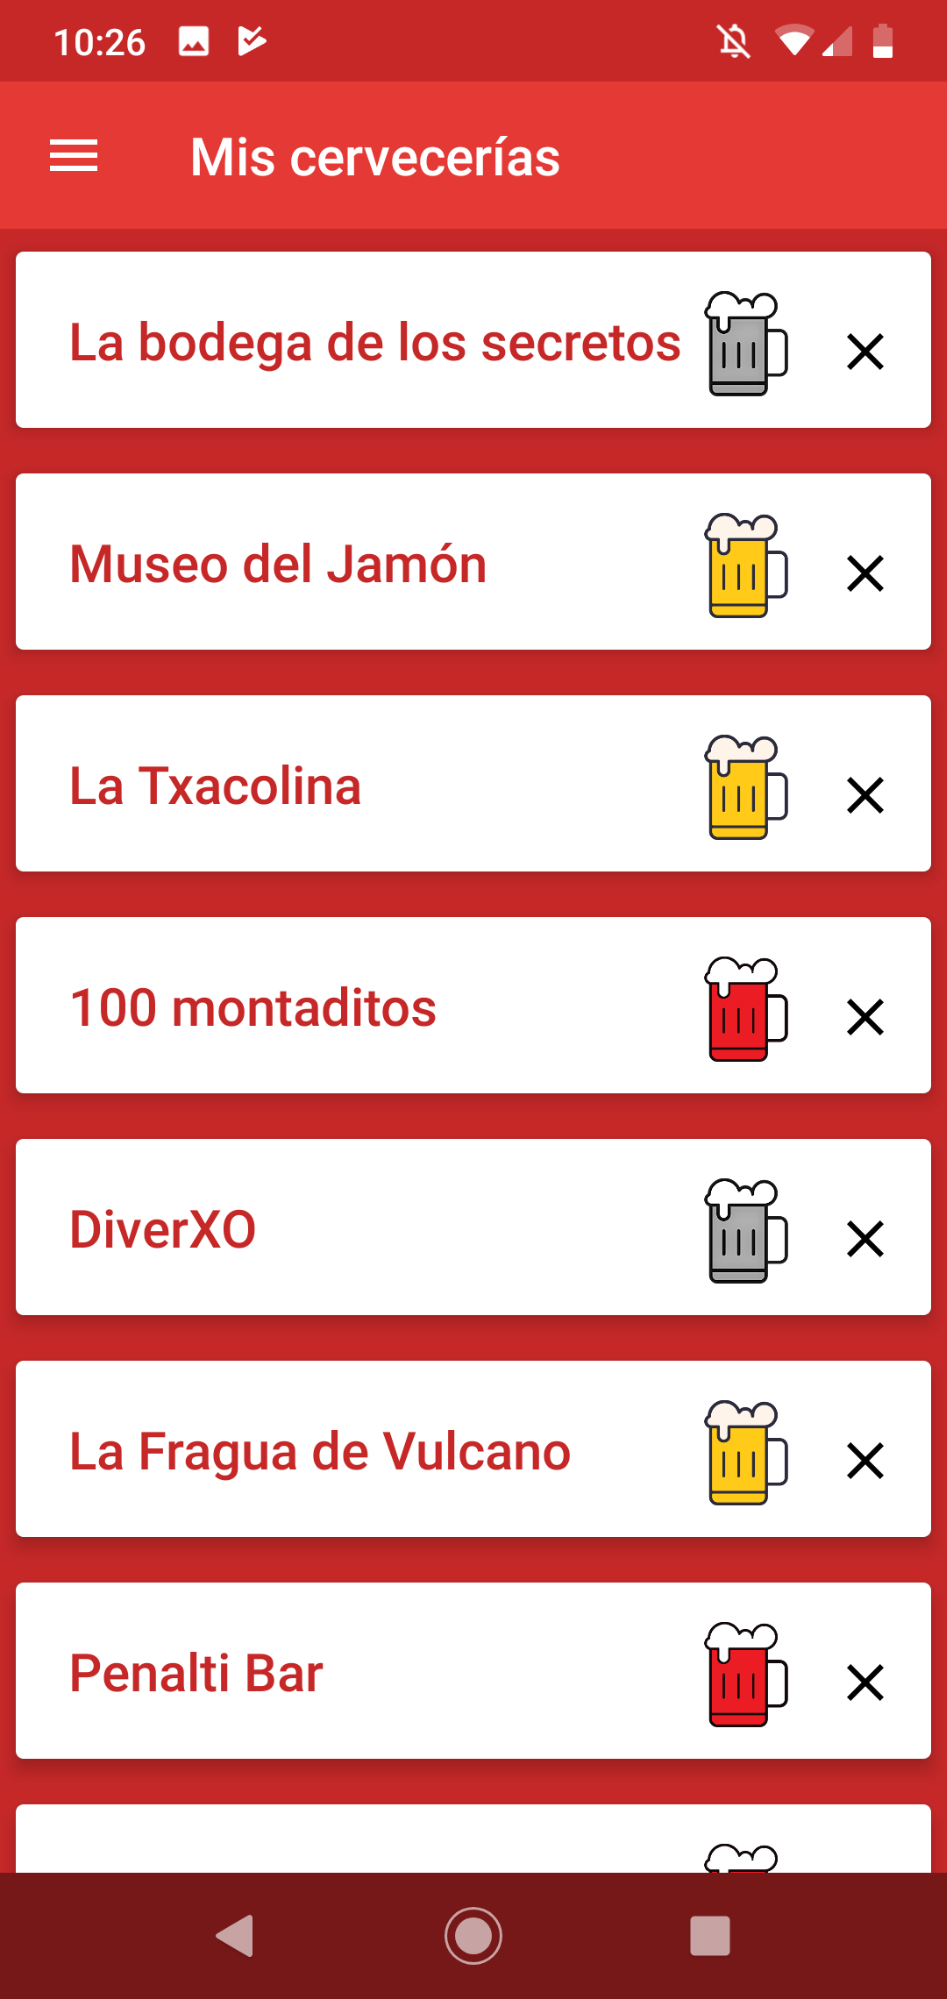 10:26
Mis cervecerías
La bodega de los secretos
Museo del Jamón
La Txacolina
100 montaditos
DiverXO
La Fragua de Vulcano
Penalti Bar